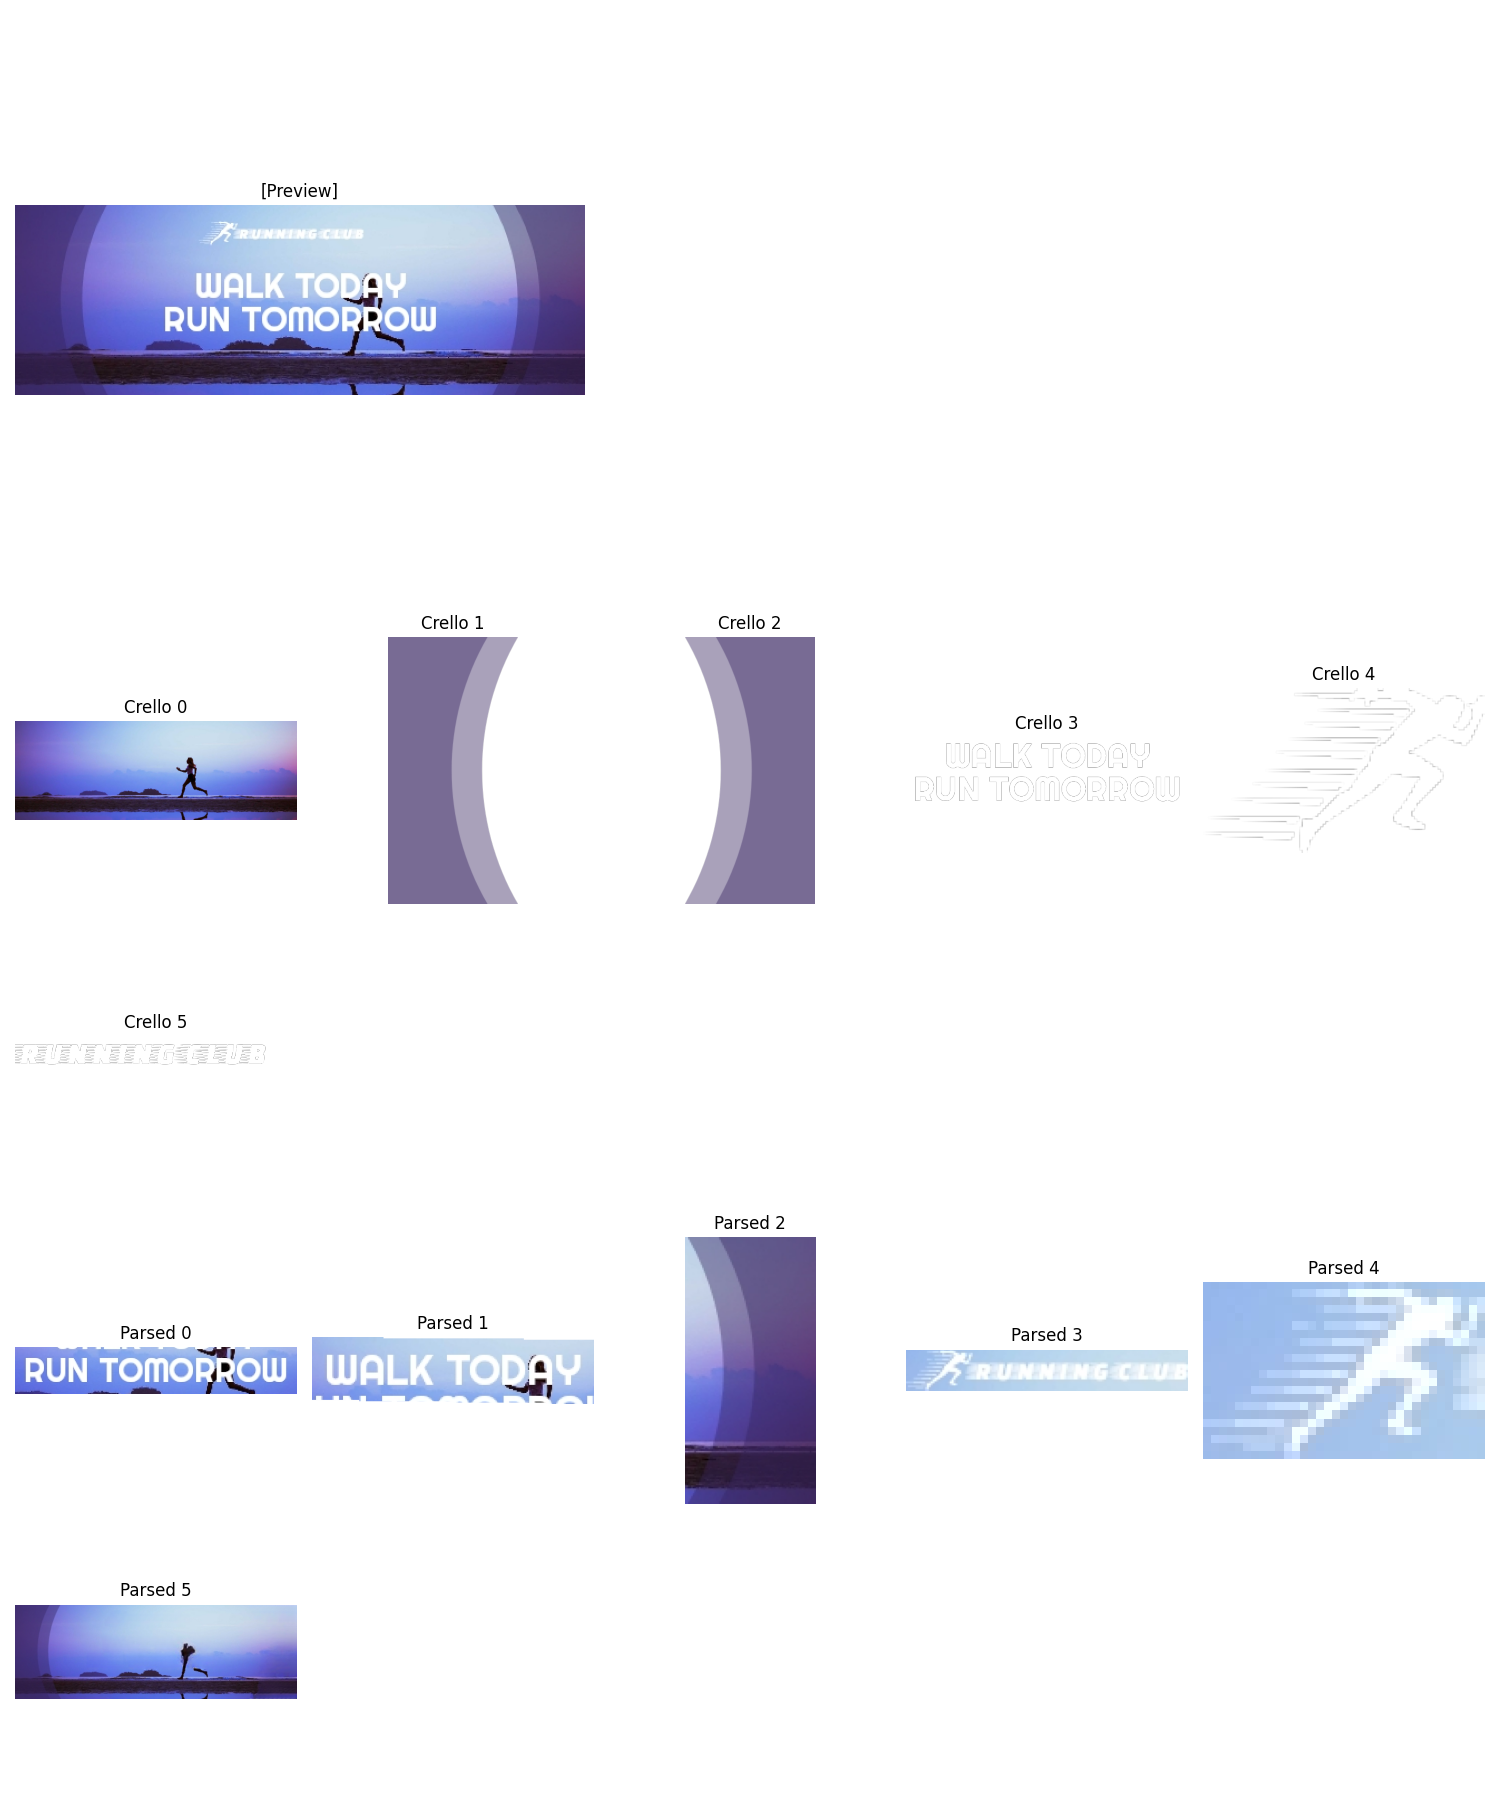 [Preview]
RUNNING CLUB
WALK TODAY
RUN TOMORROW
Crello 0
Crello 1
Crello 2
Crello 3
WALK TODAY
RUN TOMORROW
Crello 4
Crello 5
RUNNING CLUB
Parsed 0
RUN TOMORROW
Parsed 1
WALK TODAY
Parsed 2
Parsed 3
RUNNING CLUB
Parsed 4
Parsed 5